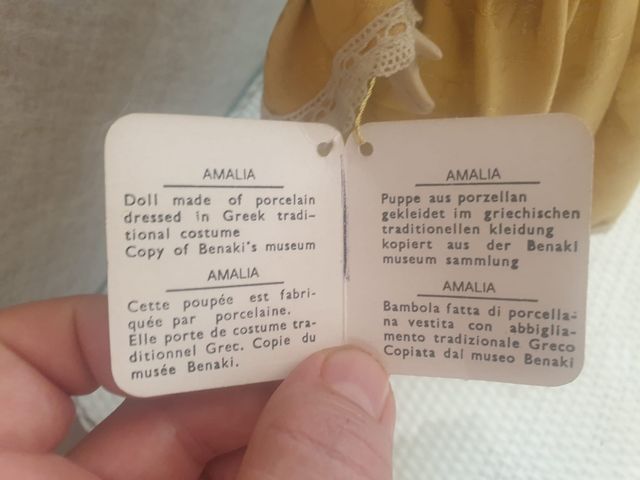 AMALIA
Doll made of porcelain
dressed in Greek tradi-
tional costume
Copy of Benaki's museum
AMALIA
Cette poupée est fabri-
quée par porcelaine.
Elle porte de costume tra-
ditionnel Grec. Copie du
musée Benaki.
AMALIA
Puppe aus porzellan
gekleidet im griechischen
traditionellen kleidung
kopiert aus der Benaki
museum sammlung
AMALIA
Bambola fatta di porcella-
na vestita con abbiglia-
mento tradizionale Greco
Copiata dal museo Benaki